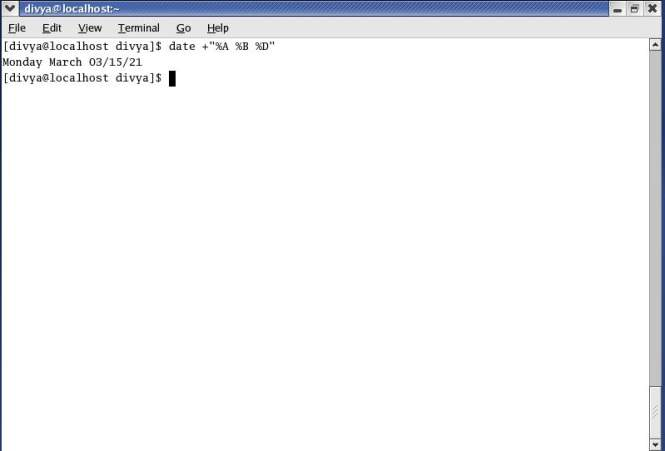 divya@localhost:~
File Edit View Terminal Go Help
[divya@localhost divya]$ date +"%A %B %D"
Monday March 03/15/21
[divya@localhost divya]$